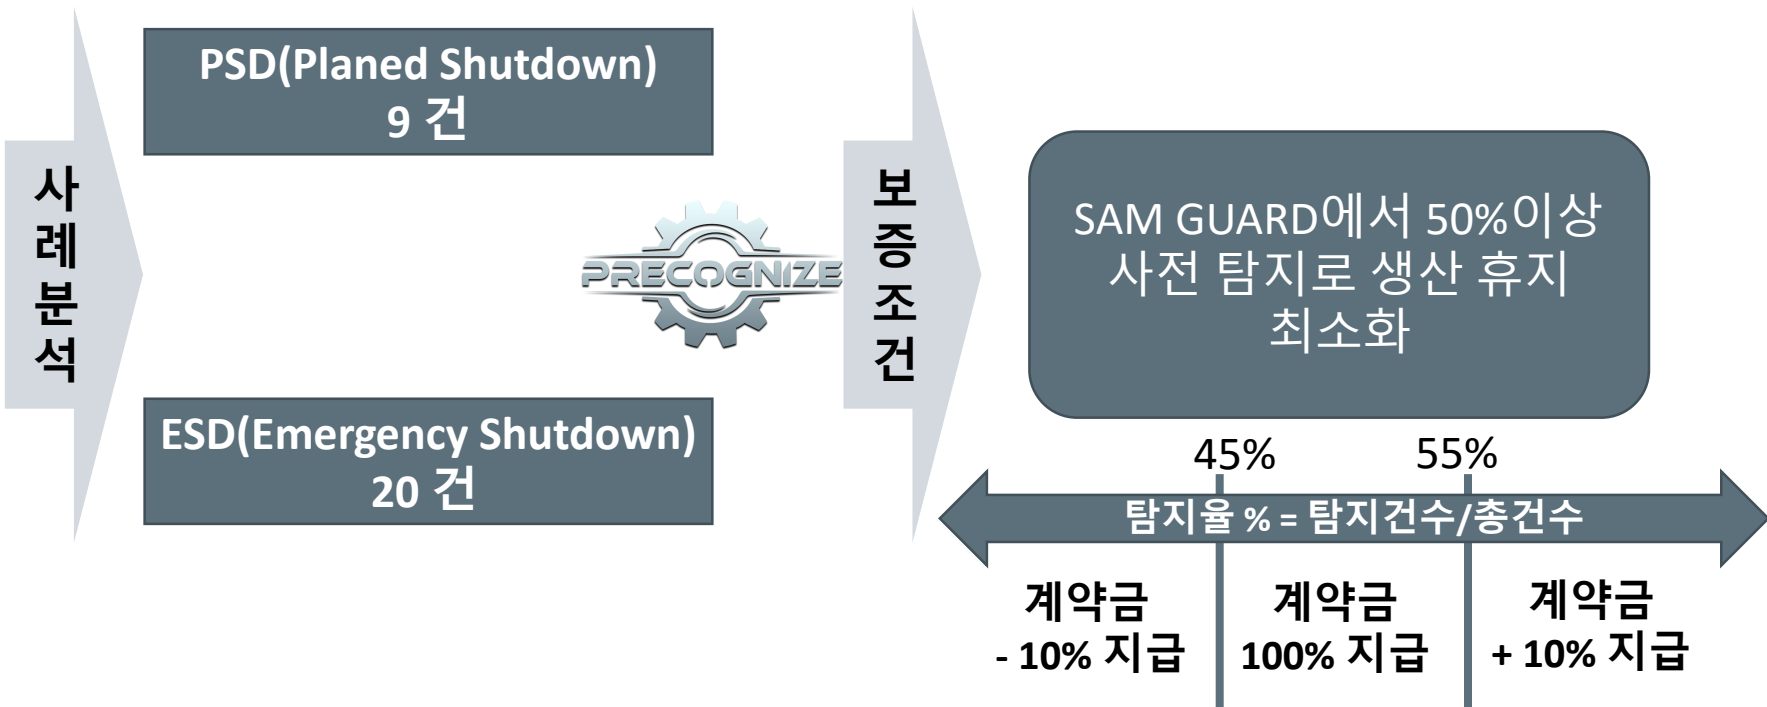 사례분석
PSD(Planed Shutdown)
9 건
PRECOGNIZE
ESD(Emergency Shutdown)
20 건
보증조건
SAM GUARD에서 50%이상
사전 탐지로 생산 휴지
최소화
45%
55%
탐지율 % = 탐지건수/총건수
계약금
- 10% 지급
계약금
100% 지급
계약금
+ 10% 지급